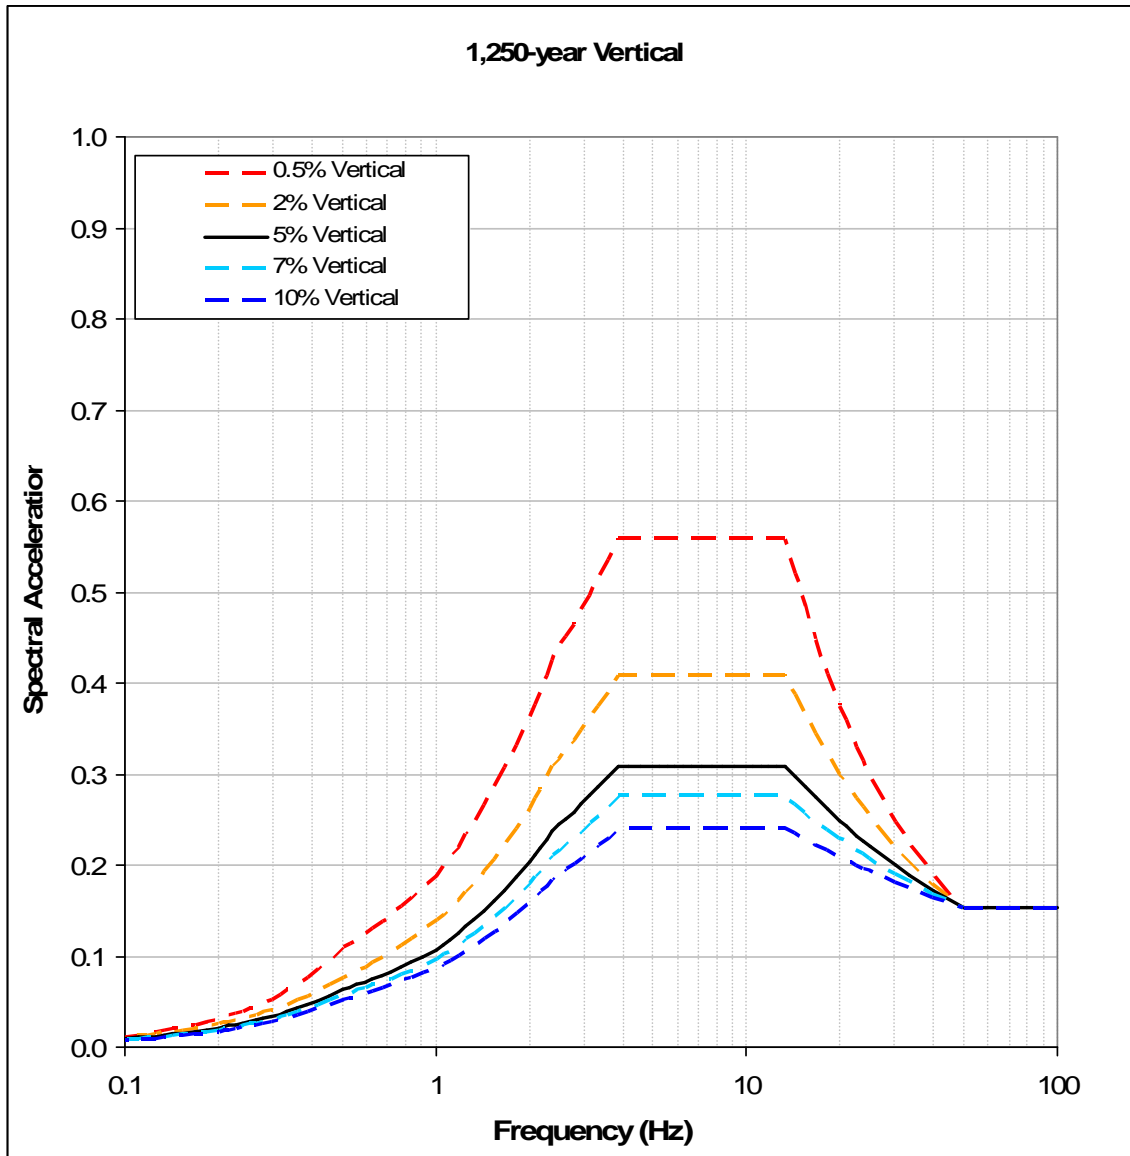 1,250-year Vertical
1.0
0.9
0.8
0.7
0.6
0.5
0.4
0.3
0.2
0.1
0.0
0.5% Vertical
2% Vertical
5% Vertical
7% Vertical
10% Vertical
Spectral Acceleratior
0.1
1
10
100
Frequency (Hz)